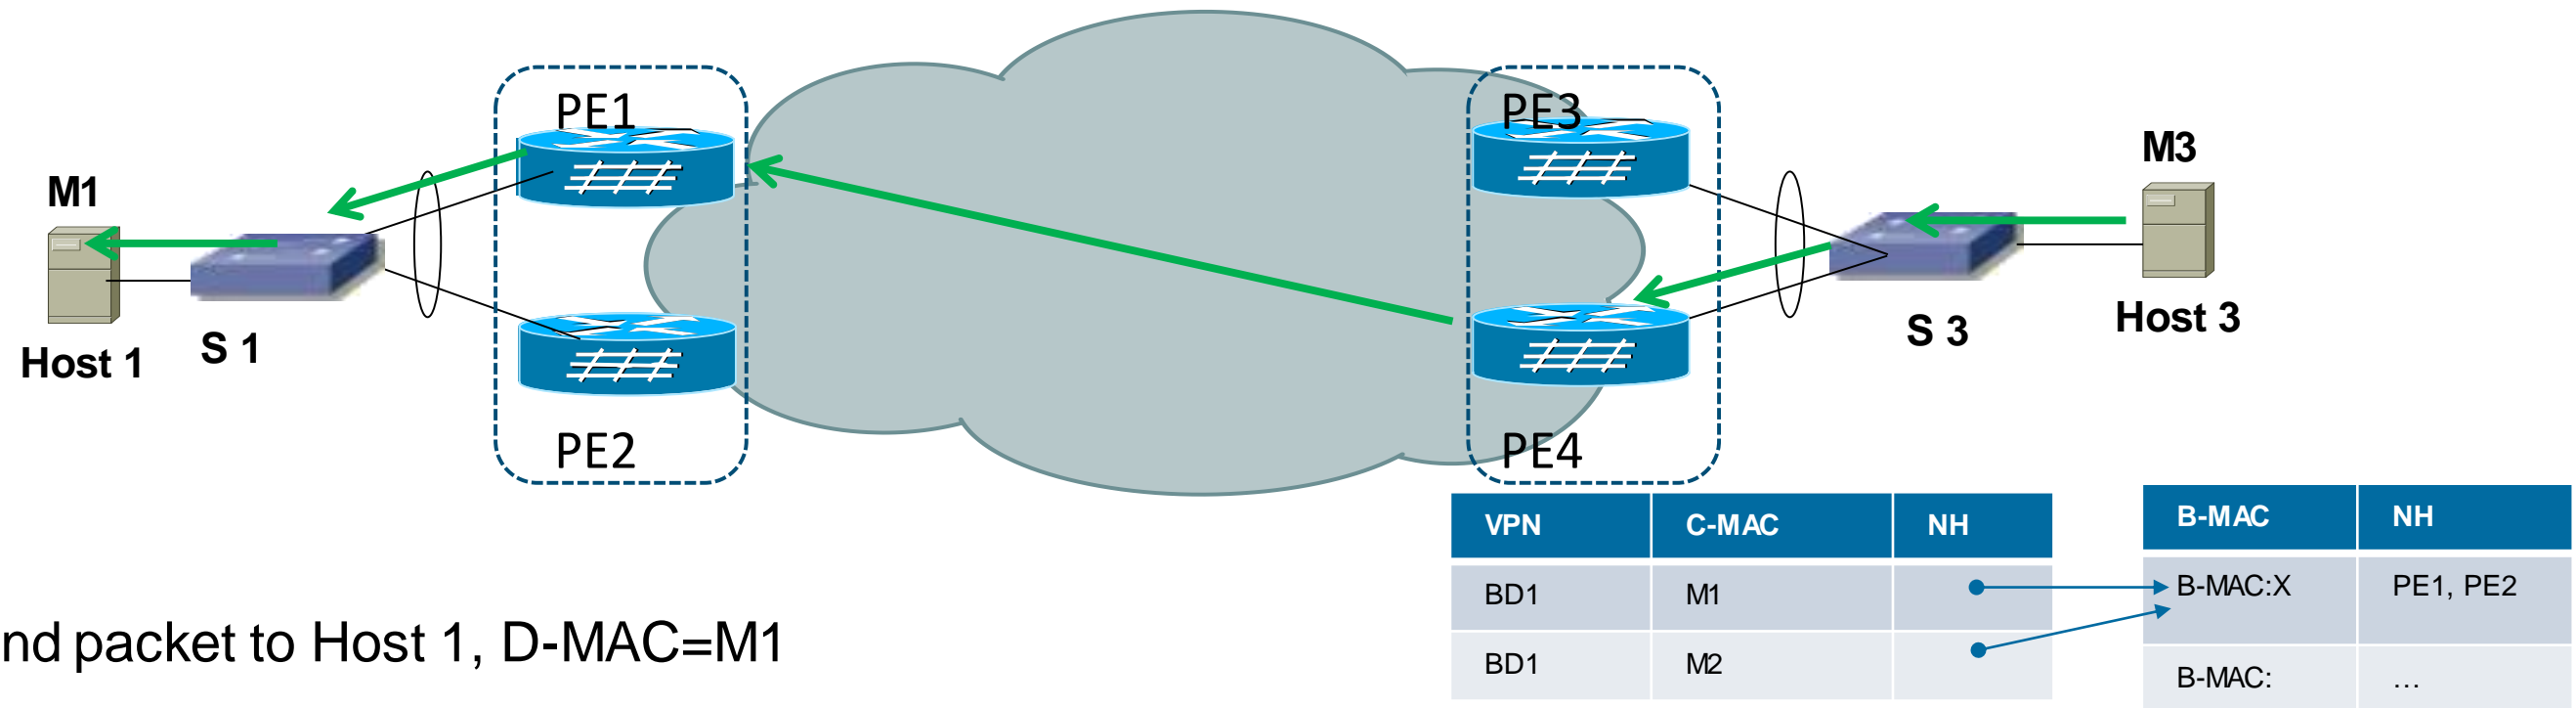 PE1
PE3
M3
M1
S 1
Host 1
S 3
Host 3
PE2
PE4
VPN C-MAC NH
BD1 M1
BD1 M2
B-MAC NH
B-MAC:X PE1, PE2
B-MAC: …
nd packet to Host 1, D-MAC=M1